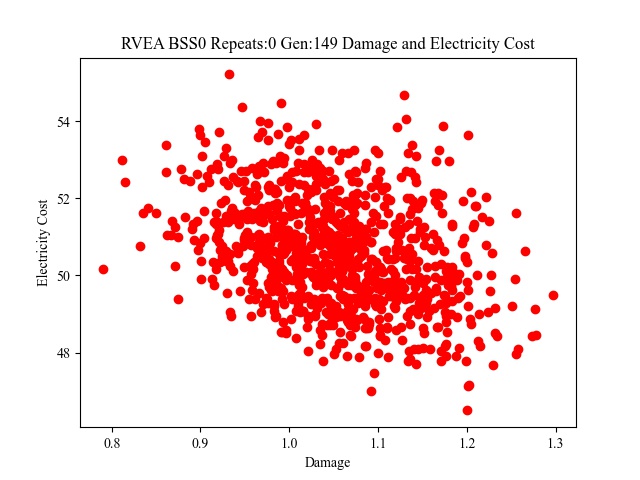 RVEA BSS0 Repeats:0 Gen:149 Damage and Electricity Cost
Electricity Cost
54
52
50
48
0.8 0.9 1.0 1.1 1.2 1.3
Damage